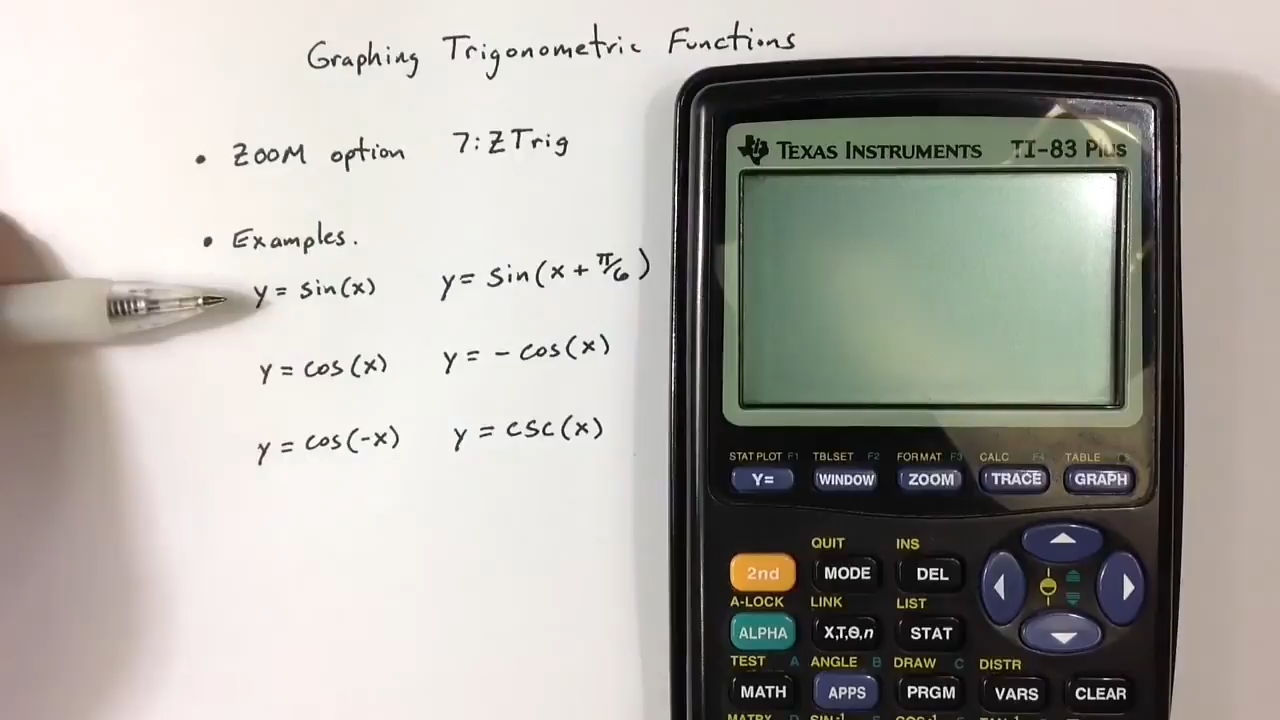 Graphing Trigonometric Functions
• ZOOM option 7: ZTrig
• Examples.
y = sin(x) y = sin(x + π/6)
y = cos(x) y = - cos(x)
y = cos(-x) y = csc(x)
TEXAS INSTRUMENTS TI-83 Plus
STAT PLOT F1 TBLSET F2 FORMAT F3 CALC F4 TABLE
Y= WINDOW ZOOM TRACE GRAPH
QUIT INS
2nd MODE DEL
A-LOCK LINK LIST
ALPHA X,T,Θ,n STAT
TEST A ANGLE B DRAW C DISTR
MATH APPS PRGM VARS CLEAR